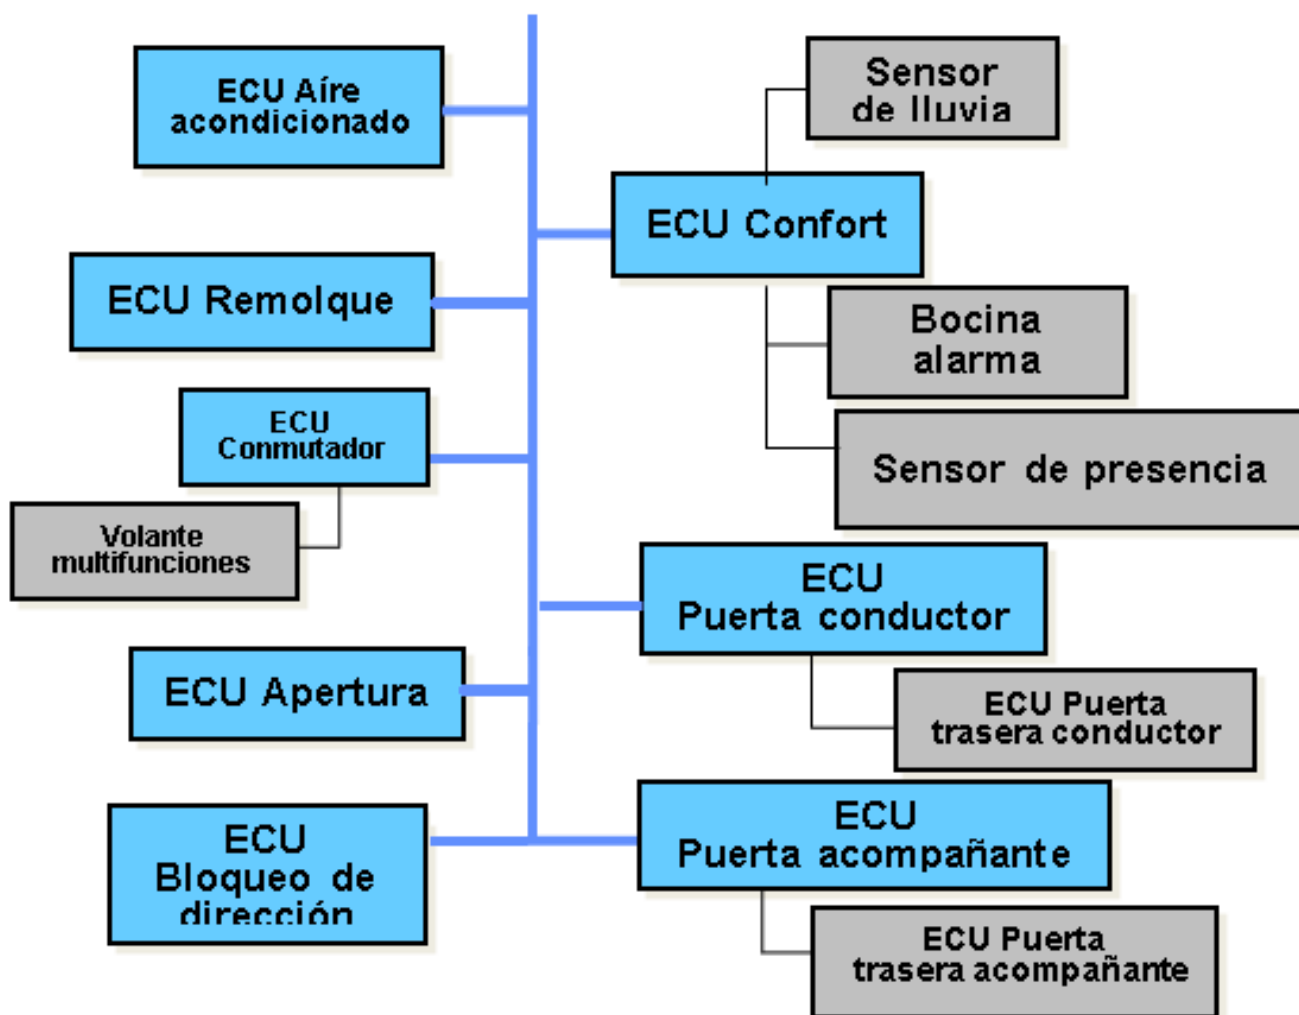 ECU Aíre
acondicionado
Sensor
de lluvia
ECU Confort
ECU Remolque
Bocina
alarma
ECU
Conmutador
Sensor de presencia
Volante
multifunciones
ECU
Puerta conductor
ECU Apertura
ECU Puerta
trasera conductor
ECU
Bloqueo de
dirección
ECU
Puerta acompañante
ECU Puerta
trasera acompañante